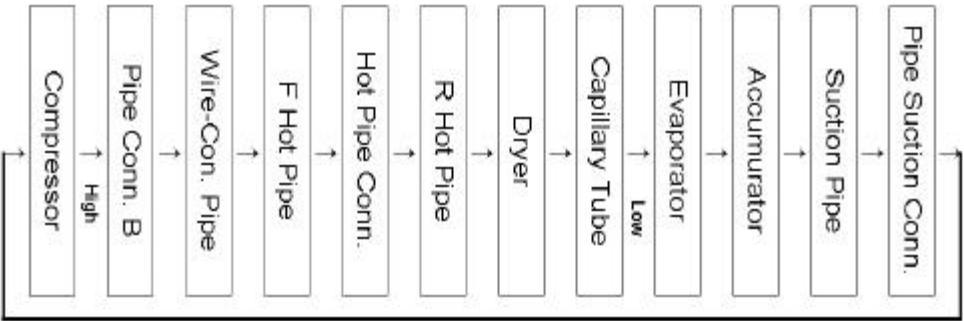 Compressor
High
Pipe Conn. B
Wire-Con. Pipe
F Hot Pipe
Hot Pipe Conn.
R Hot Pipe
Dryer
Capillary Tube
Low
Evaporator
Accumurator
Suction Pipe
Pipe Suction Conn.